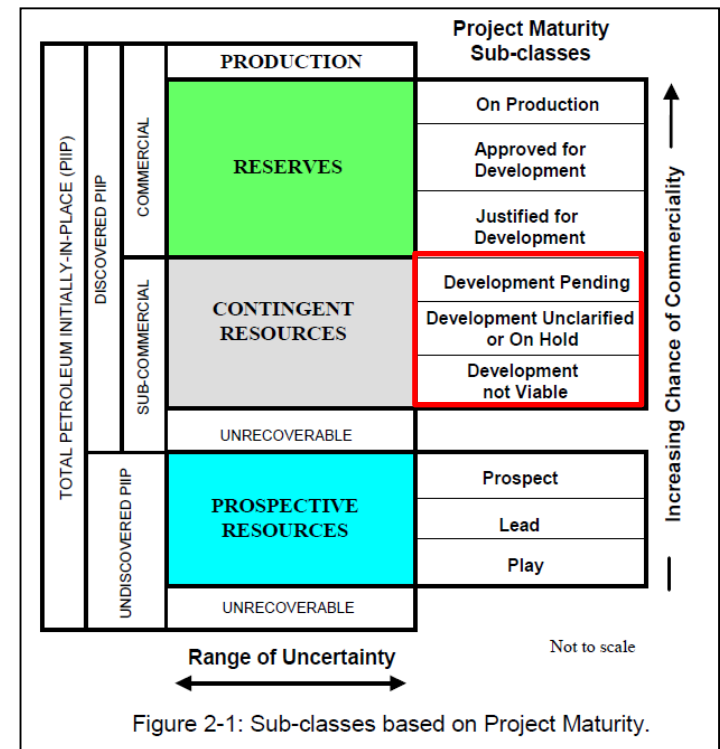 Project Maturity
Sub-classes
PRODUCTION
On Production
RESERVES
Approved for
Development
Justified for
Development
CONTINGENT
RESOURCES
Development Pending
Development Unclarified
or On Hold
Development
not Viable
UNRECOVERABLE
PROSPECTIVE
RESOURCES
Prospect
Lead
Play
UNRECOVERABLE
TOTAL PETROLEUM INITIALLY-IN-PLACE (PIIP)
DISCOVERED PIIP
UNDISCOVERED PIIP
COMMERCIAL
SUB-COMMERCIAL
Increasing Chance of Commerciality
Range of Uncertainty
Not to scale
Figure 2-1: Sub-classes based on Project Maturity.